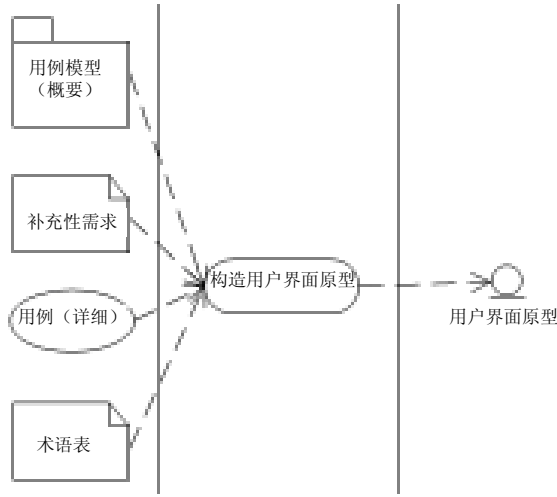 用例模型
（概要）
补充性需求
构造用户界面原型
用例（详细）
用户界面原型
术语表